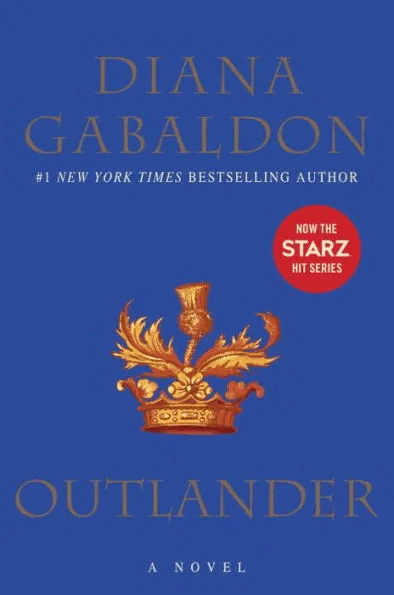 DIANA
GABALDON
#1 NEW YORK TIMES BESTSELLING AUTHOR
NOW THE
STARZ
HIT SERIES
OUTLANDER
A NOVEL